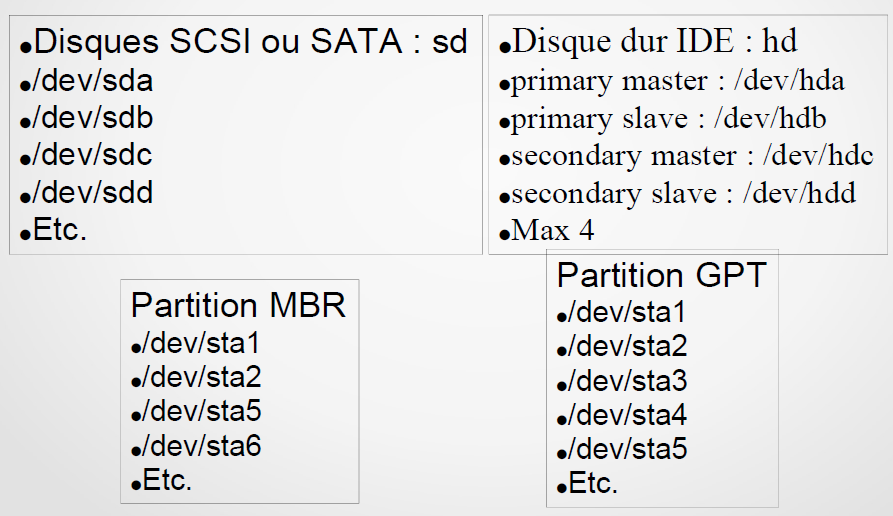 ●Disques SCSI ou SATA : sd
●/dev/sda
●/dev/sdb
●/dev/sdc
●/dev/sdd
●Etc.
●Disque dur IDE : hd
●primary master : /dev/hda
●primary slave : /dev/hdb
●secondary master : /dev/hdc
●secondary slave : /dev/hdd
●Max 4
Partition MBR
●/dev/sta1
●/dev/sta2
●/dev/sta5
●/dev/sta6
●Etc.
Partition GPT
●/dev/sta1
●/dev/sta2
●/dev/sta3
●/dev/sta4
●/dev/sta5
●Etc.